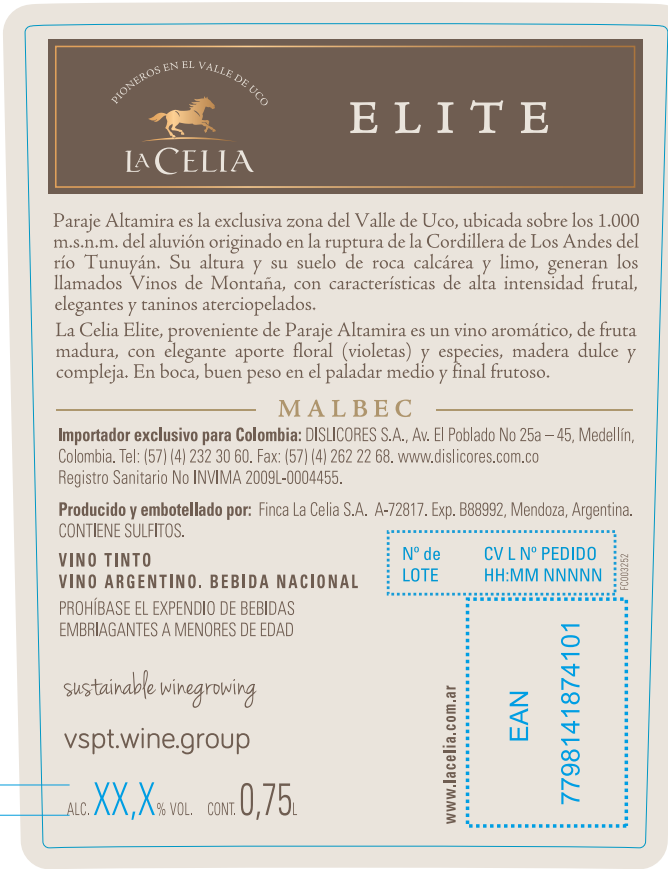 PIONEROS EN EL VALLE DE UCO
LA CELIA
ELITE
Paraje Altamira es la exclusiva zona del Valle de Uco, ubicada sobre los 1.000
m.s.n.m. del aluvión originado en la ruptura de la Cordillera de Los Andes del
río Tunuyán. Su altura y su suelo de roca calcárea y limo, generan los
llamados Vinos de Montaña, con características de alta intensidad frutal,
elegantes y taninos aterciopelados.
La Celia Elite, proveniente de Paraje Altamira es un vino aromático, de fruta
madura, con elegante aporte floral (violetas) y especies, madera dulce y
compleja. En boca, buen peso en el paladar medio y final frutoso.
MALBEC
Importador exclusivo para Colombia: DISLICORES S.A., Av. El Poblado No 25a – 45, Medellín,
Colombia. Tel: (57) (4) 232 30 60. Fax: (57) (4) 262 22 68. www.dislicores.com.co
Registro Sanitario No INVIMA 2009L-0004455.
Producido y embotellado por: Finca La Celia S.A. A-72817. Exp. B88992, Mendoza, Argentina.
CONTIENE SULFITOS.
VINO TINTO
VINO ARGENTINO. BEBIDA NACIONAL
PROHÍBASE EL EXPENDIO DE BEBIDAS
EMBRIAGANTES A MENORES DE EDAD
Nº de CV L Nº PEDIDO
LOTE HH:MM NNNNN
FC003252
sustainable winegrowing
vspt.wine.group
ALC. XX,X% VOL. CONT. 0,75L
www.lacelia.com.ar
EAN
7798141874101